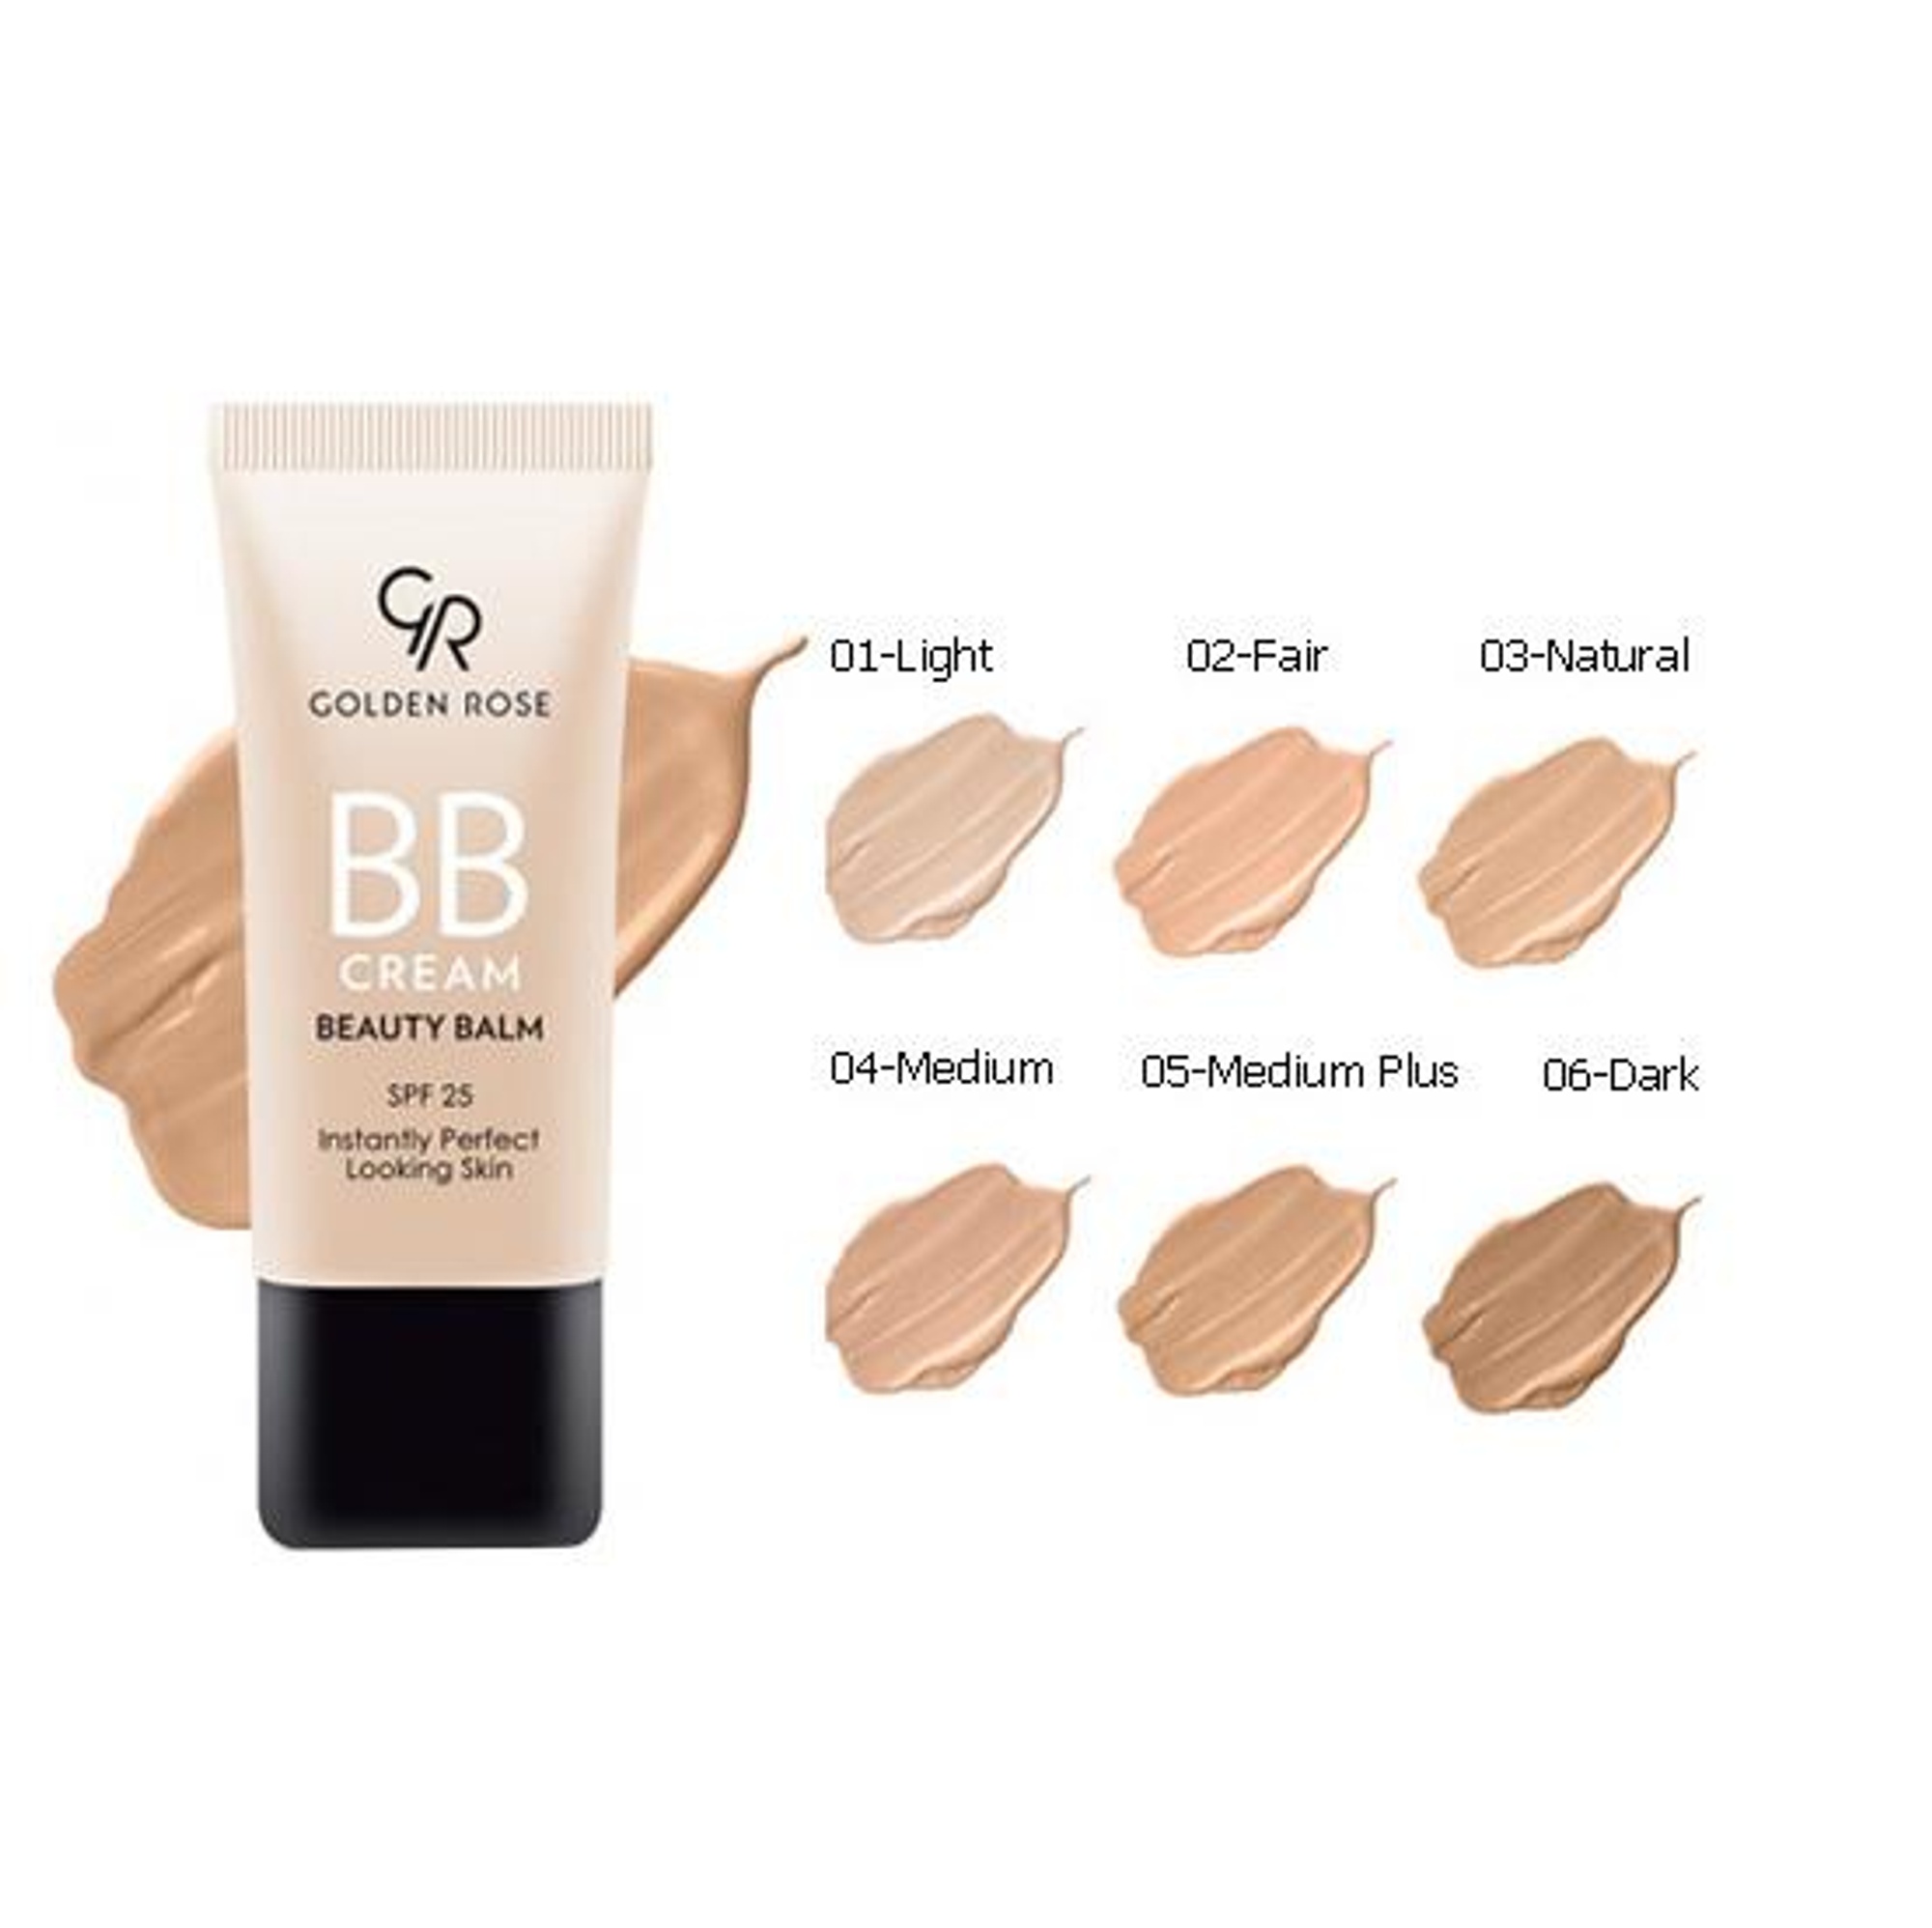 GR
GOLDEN ROSE
BB
CREAM
BEAUTY BALM
SPF 25
Instantly Perfect
Looking Skin
01-Light
02-Fair
03-Natural
04-Medium
05-Medium Plus
06-Dark